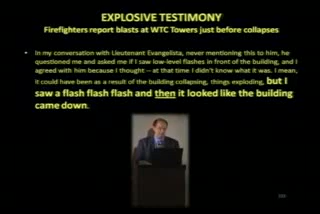 EXPLOSIVE TESTIMONY
Firefighters report blasts at WTC Towers just before collapses
• In my conversation with Lieutenant Evangelista, never mentioning this to him, he
questioned me and asked me if I saw low-level flashes in front of the building, and I
agreed with him because I thought -- at that time I didn't know what it was. I mean,
it could have been as a result of the building collapsing, things exploding, but I
saw a flash flash flash and then it looked like the building
came down.